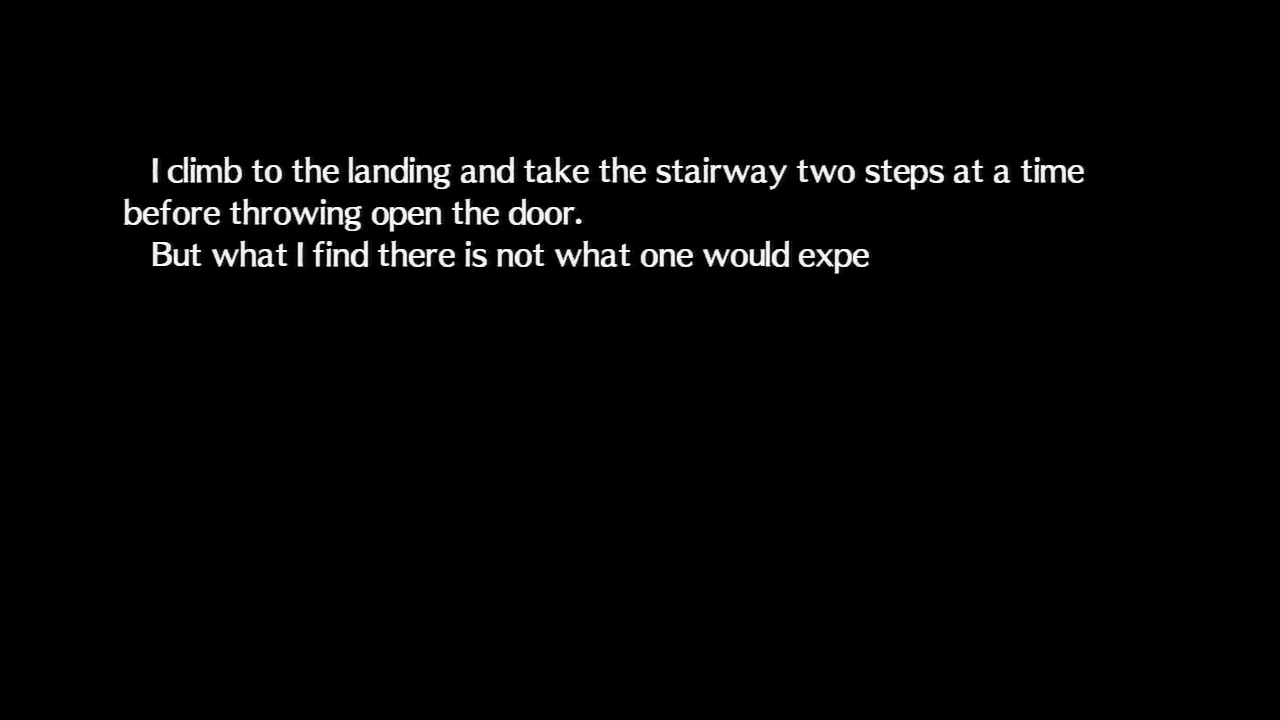 I climb to the landing and take the stairway two steps at a time
before throwing open the door.
But what I find there is not what one would expe